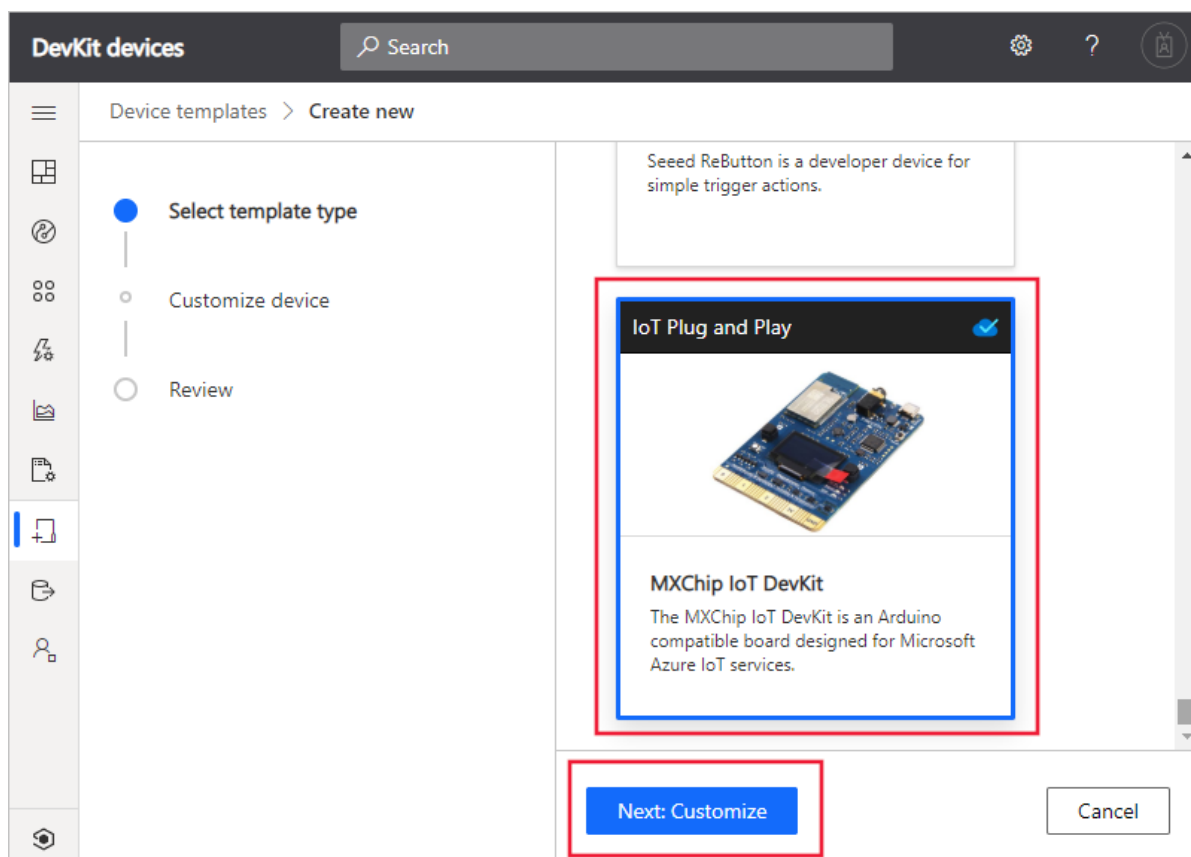 DevKit devices
Search
?
Device templates > Create new
Select template type
Customize device
Review
Seeed ReButton is a developer device for
simple trigger actions.
IoT Plug and Play
MXChip IoT DevKit
The MXChip IoT DevKit is an Arduino
compatible board designed for Microsoft
Azure IoT services.
Next: Customize
Cancel